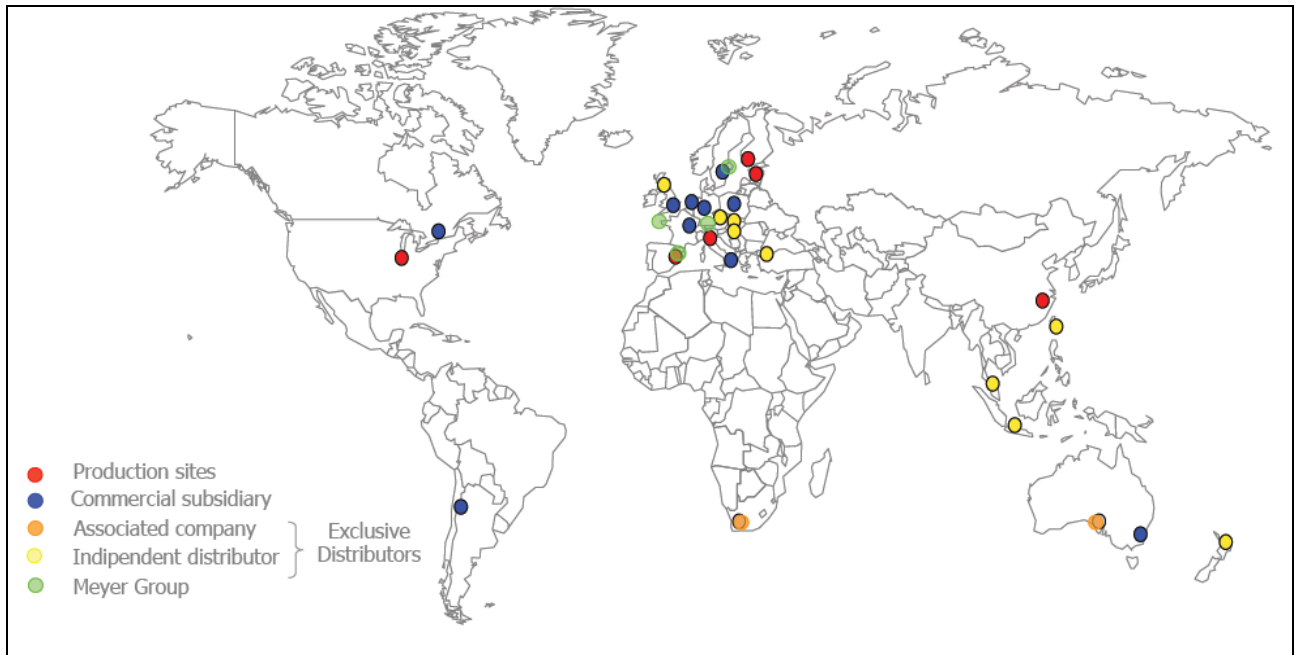 Production sites
Commercial subsidiary
Associated company
Indipendent distributor
Exclusive
Distributors
Meyer Group